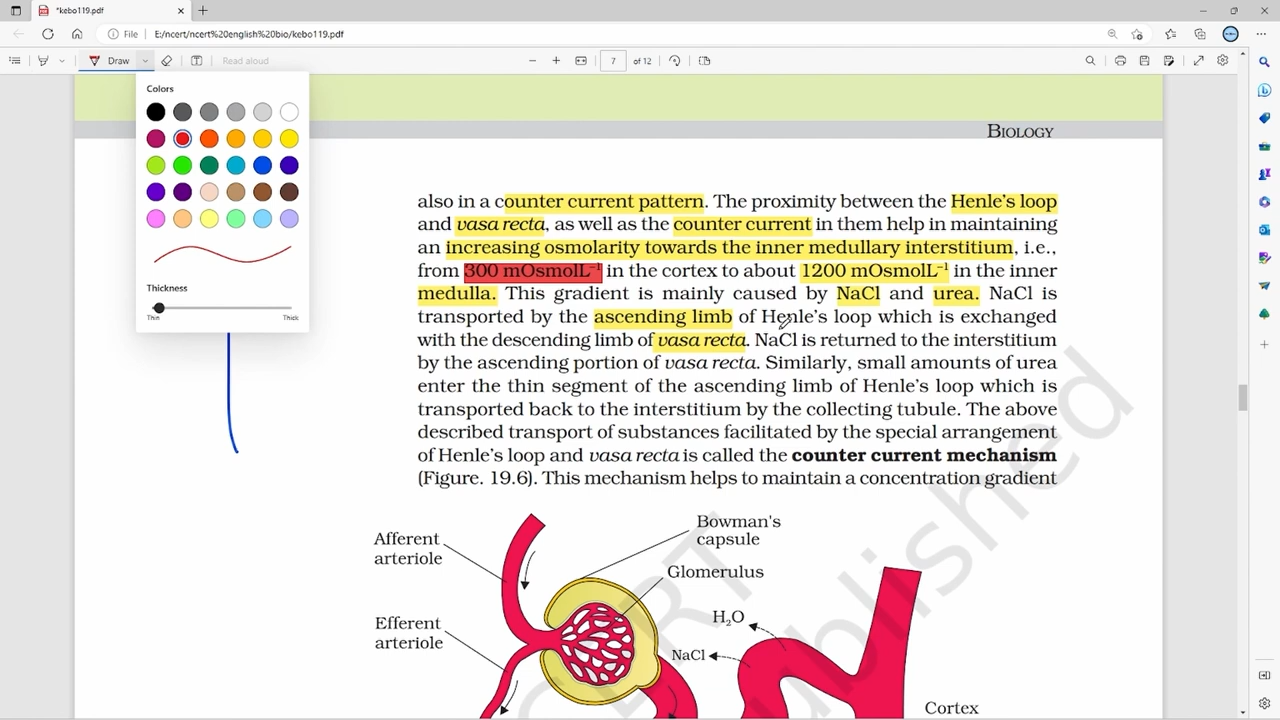 *kebo119.pdf
File E:/ncert/ncert%20english%20bio/kebo119.pdf
Draw Read aloud 7 of 12
Colors
Thickness
Thin Thick
BIOLOGY
also in a counter current pattern. The proximity between the Henle's loop
and vasa recta, as well as the counter current in them help in maintaining
an increasing osmolarity towards the inner medullary interstitium, i.e.,
from 300 mOsmolL⁻¹ in the cortex to about 1200 mOsmolL⁻¹ in the inner
medulla. This gradient is mainly caused by NaCl and urea. NaCl is
transported by the ascending limb of Henle's loop which is exchanged
with the descending limb of vasa recta. NaCl is returned to the interstitium
by the ascending portion of vasa recta. Similarly, small amounts of urea
enter the thin segment of the ascending limb of Henle's loop which is
transported back to the interstitium by the collecting tubule. The above
described transport of substances facilitated by the special arrangement
of Henle's loop and vasa recta is called the counter current mechanism
(Figure. 19.6). This mechanism helps to maintain a concentration gradient
Bowman's
capsule
Afferent
arteriole
Glomerulus
Efferent
arteriole
H₂O
NaCl
Cortex